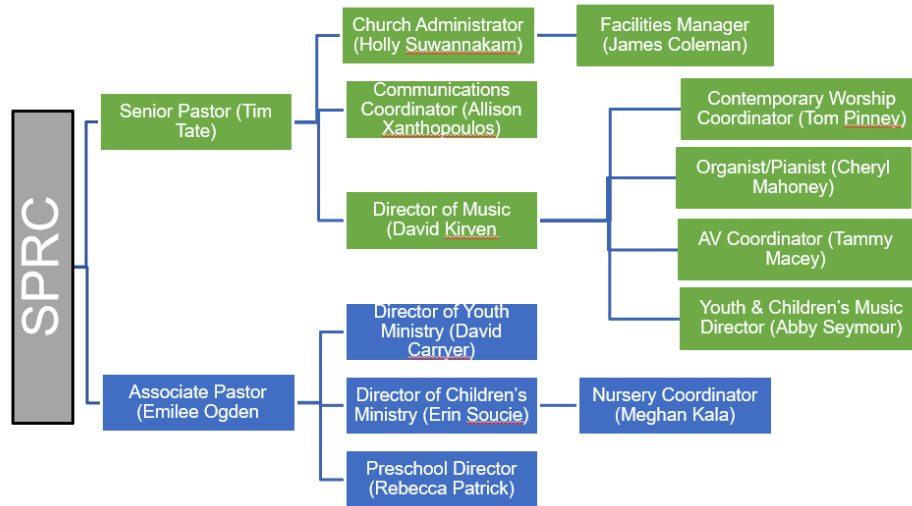 SPRC
Senior Pastor (Tim
Tate)
Church Administrator
(Holly Suwannakam)
Facilities Manager
(James Coleman)
Communications
Coordinator (Allison
Xanthopoulos)
Director of Music
(David Kirven
Contemporary Worship
Coordinator (Tom Pinney)
Organist/Pianist (Cheryl
Mahoney)
AV Coordinator (Tammy
Macey)
Youth & Children's Music
Director (Abby Seymour)
Associate Pastor
(Emilee Ogden
Director of Youth
Ministry (David
Carryer)
Director of Children's
Ministry (Erin Soucie)
Nursery Coordinator
(Meghan Kala)
Preschool Director
(Rebecca Patrick)